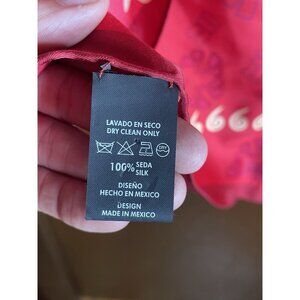 LAVADO EN SECO
DRY CLEAN ONLY
100% SEDA
SILK
DISEÑO
HECHO EN MEXICO
DESIGN
MADE IN MEXICO